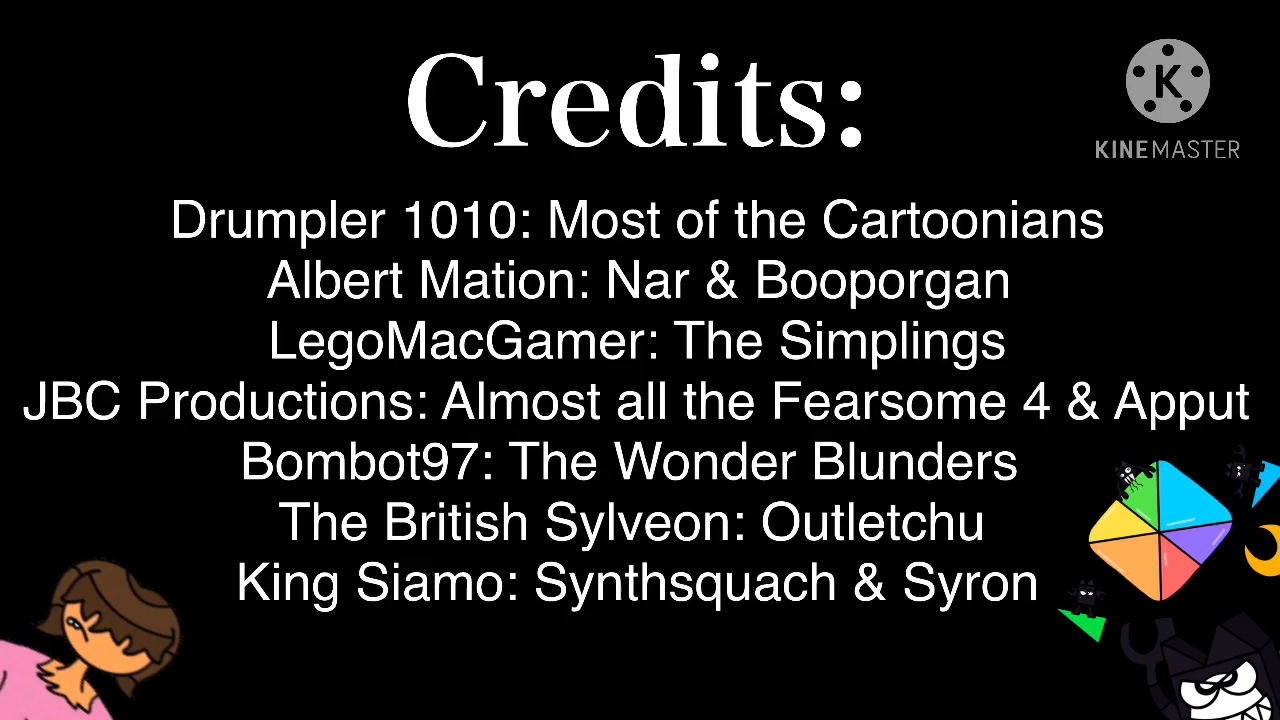 Credits:
K
KINEMASTER
Drumpler 1010: Most of the Cartoonians
Albert Mation: Nar & Booporgan
LegoMacGamer: The Simplings
JBC Productions: Almost all the Fearsome 4 & Apput
Bombot97: The Wonder Blunders
The British Sylveon: Outletchu
King Siamo: Synthsquach & Syron